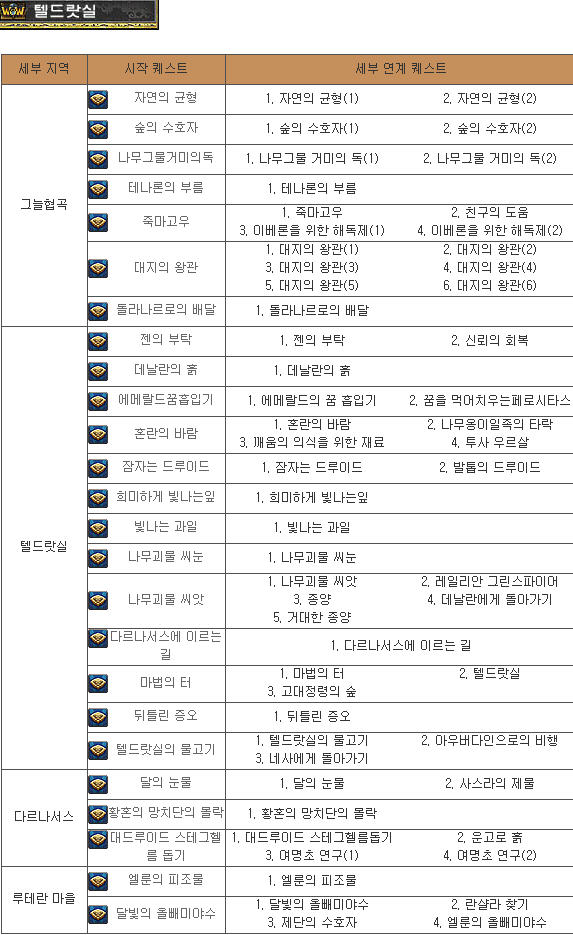 WoW 텔드랏실
세부 지역 시작 퀘스트 세부 연계 퀘스트
그늘협곡
자연의 균형 1. 자연의 균형(1) 2. 자연의 균형(2)
숲의 수호자 1. 숲의 수호자(1) 2. 숲의 수호자(2)
나무그물거미의독 1. 나무그물 거미의 독(1) 2. 나무그물 거미의 독(2)
테나론의 부름 1. 테나론의 부름
죽마고우 1. 죽마고우 2. 친구의 도움
3. 이베론을 위한 해독제(1) 4. 이베론을 위한 해독제(2)
대지의 왕관 1. 대지의 왕관(1) 2. 대지의 왕관(2)
3. 대지의 왕관(3) 4. 대지의 왕관(4)
5. 대지의 왕관(5) 6. 대지의 왕관(6)
돌라나르로의 배달 1. 돌라나르로의 배달
텔드랏실
젠의 부탁 1. 젠의 부탁 2. 신뢰의 회복
데날란의 흙 1. 데날란의 흙
에메랄드꿈흡입기 1. 에메랄드의 꿈 흡입기 2. 꿈을 먹어치우는페로시타스
혼란의 바람 1. 혼란의 바람 2. 나무옹이일족의 타락
3. 깨움의 의식을 위한 재료 4. 투사 우르살
잠자는 드루이드 1. 잠자는 드루이드 2. 발톱의 드루이드
희미하게 빛나는잎 1. 희미하게 빛나는잎
빛나는 과일 1. 빛나는 과일
나무괴물 씨눈 1. 나무괴물 씨눈
나무괴물 씨앗 1. 나무괴물 씨앗 2. 레일리안 그린스파이어
3. 종양 4. 데날란에게 돌아가기
5. 거대한 종양
다르나서스에 이르는
길 1. 다르나서스에 이르는 길
마법의 터 1. 마법의 터 2. 텔드랏실
3. 고대정령의 숲
뒤틀린 증오 1. 뒤틀린 증오
텔드랏실의 물고기 1. 텔드랏실의 물고기 2. 아우버다인으로의 비행
3. 네사에게 돌아가기
다르나서스
달의 눈물 1. 달의 눈물 2. 사스라의 제물
황혼의 망치단의 몰락 1. 황혼의 망치단의 몰락
대드루이드 스테그헬
름 돕기 1. 대드루이드 스테그헬름돕기 2. 운고로 흙
3. 여명초 연구(1) 4. 여명초 연구(2)
루테란 마을
엘룬의 피조물 1. 엘룬의 피조물
달빛의 올빼미야수 1. 달빛의 올빼미야수 2. 란샬라 찾기
3. 제단의 수호자 4. 엘룬의 올빼미야수